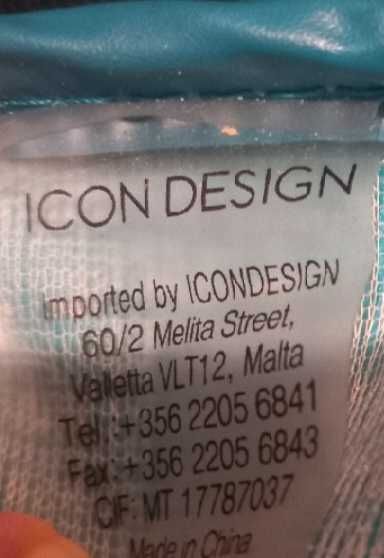 ICON DESIGN
Imported by ICONDESIGN
60/2 Melita Street,
Valletta VLT12, Malta
Tel :+356 2205 6841
Fax:+356 2205 6843
CIF: MT 17787037
Made in China